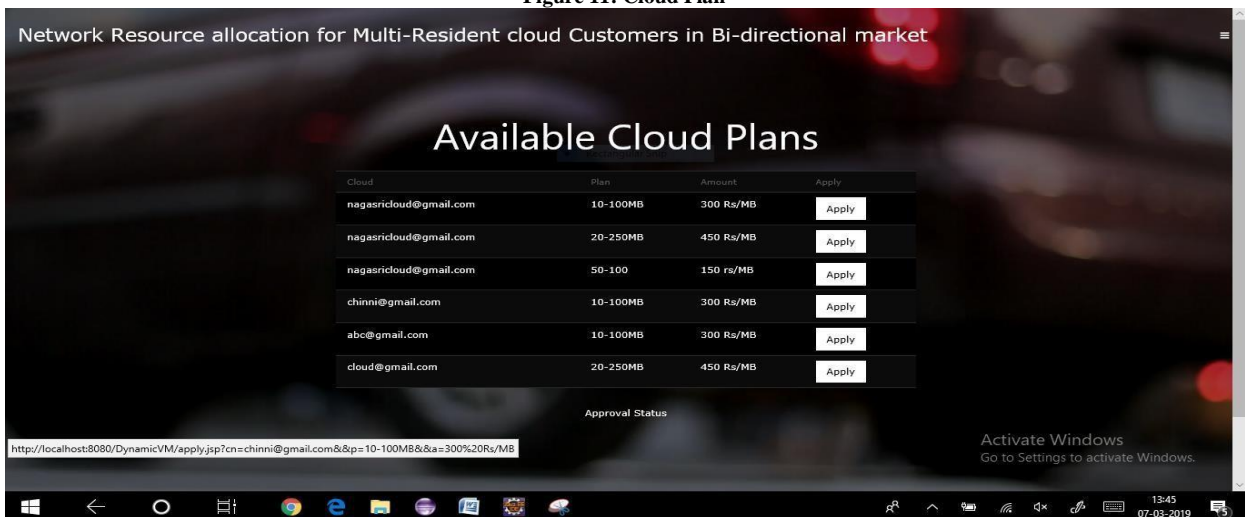 Figure 11: Cloud Plan
Network Resource allocation for Multi-Resident cloud Customers in Bi-directional market
Available Cloud Plans
Cloud Plan Amount Apply
nagasricloud@gmail.com 10-100MB 300 Rs/MB Apply
nagasricloud@gmail.com 20-250MB 450 Rs/MB Apply
nagasricloud@gmail.com 50-100 150 rs/MB Apply
chinni@gmail.com 10-100MB 300 Rs/MB Apply
abc@gmail.com 10-100MB 300 Rs/MB Apply
cloud@gmail.com 20-250MB 450 Rs/MB Apply
Approval Status
http://localhost:8080/DynamicVM/apply.jsp?cn=chinni@gmail.com&&p=10-100MB&&a=300%20Rs/MB
Activate Windows
Go to Settings to activate Windows.
13:45
07-03-2019